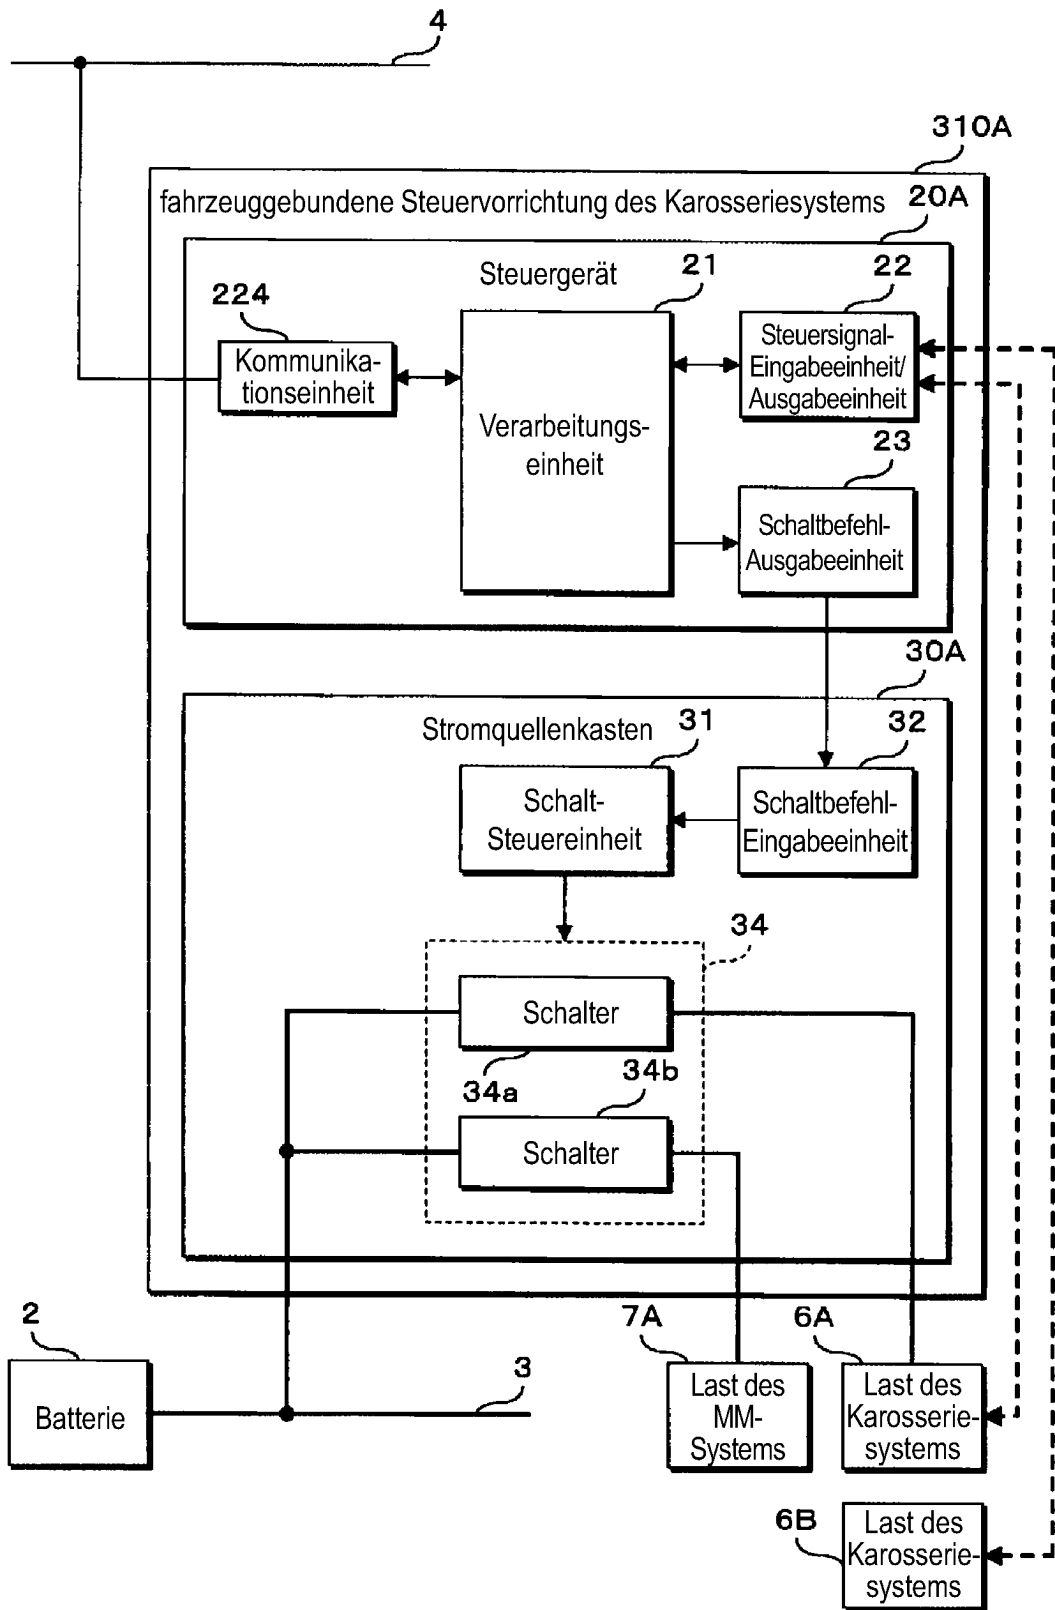 4
310A
fahrzeuggebundene Steuervorrichtung des Karosseriesystems
20A
Steuergerät
21
22
224
Kommunika-
tionseinheit
Verarbeitungs-
einheit
Steuersignal-
Eingabeeinheit/
Ausgabeeinheit
23
Schaltbefehl-
Ausgabeeinheit
30A
Stromquellenkasten
31
32
Schalt-
Steuereinheit
Schaltbefehl-
Eingabeeinheit
34
Schalter
34a
34b
Schalter
2
Batterie
3
7A
Last des
MM-
Systems
6A
Last des
Karosserie-
systems
6B
Last des
Karosserie-
systems